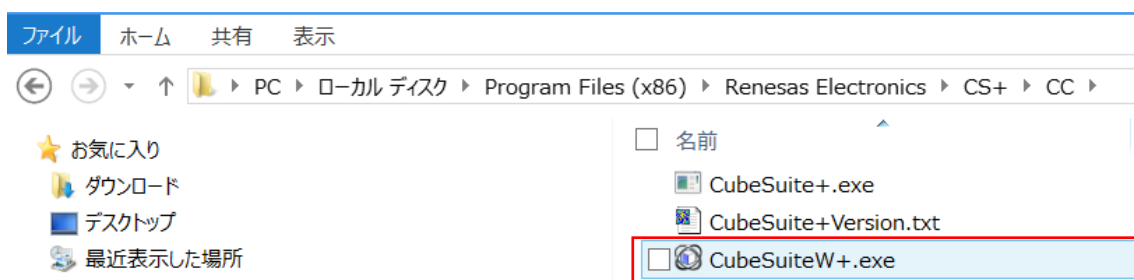 ファイル ホーム 共有 表示
PC ローカル ディスク Program Files (x86) Renesas Electronics CS+ CC
お気に入り
ダウンロード
デスクトップ
最近表示した場所
名前
CubeSuite+.exe
CubeSuite+Version.txt
CubeSuiteW+.exe